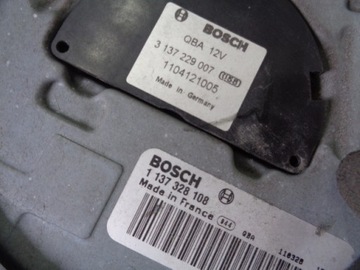 BOSCH
QBA 12V
3 137 229 007
1104121005
Made in Germany
BOSCH
1 137 328 108
Made in France
QBA